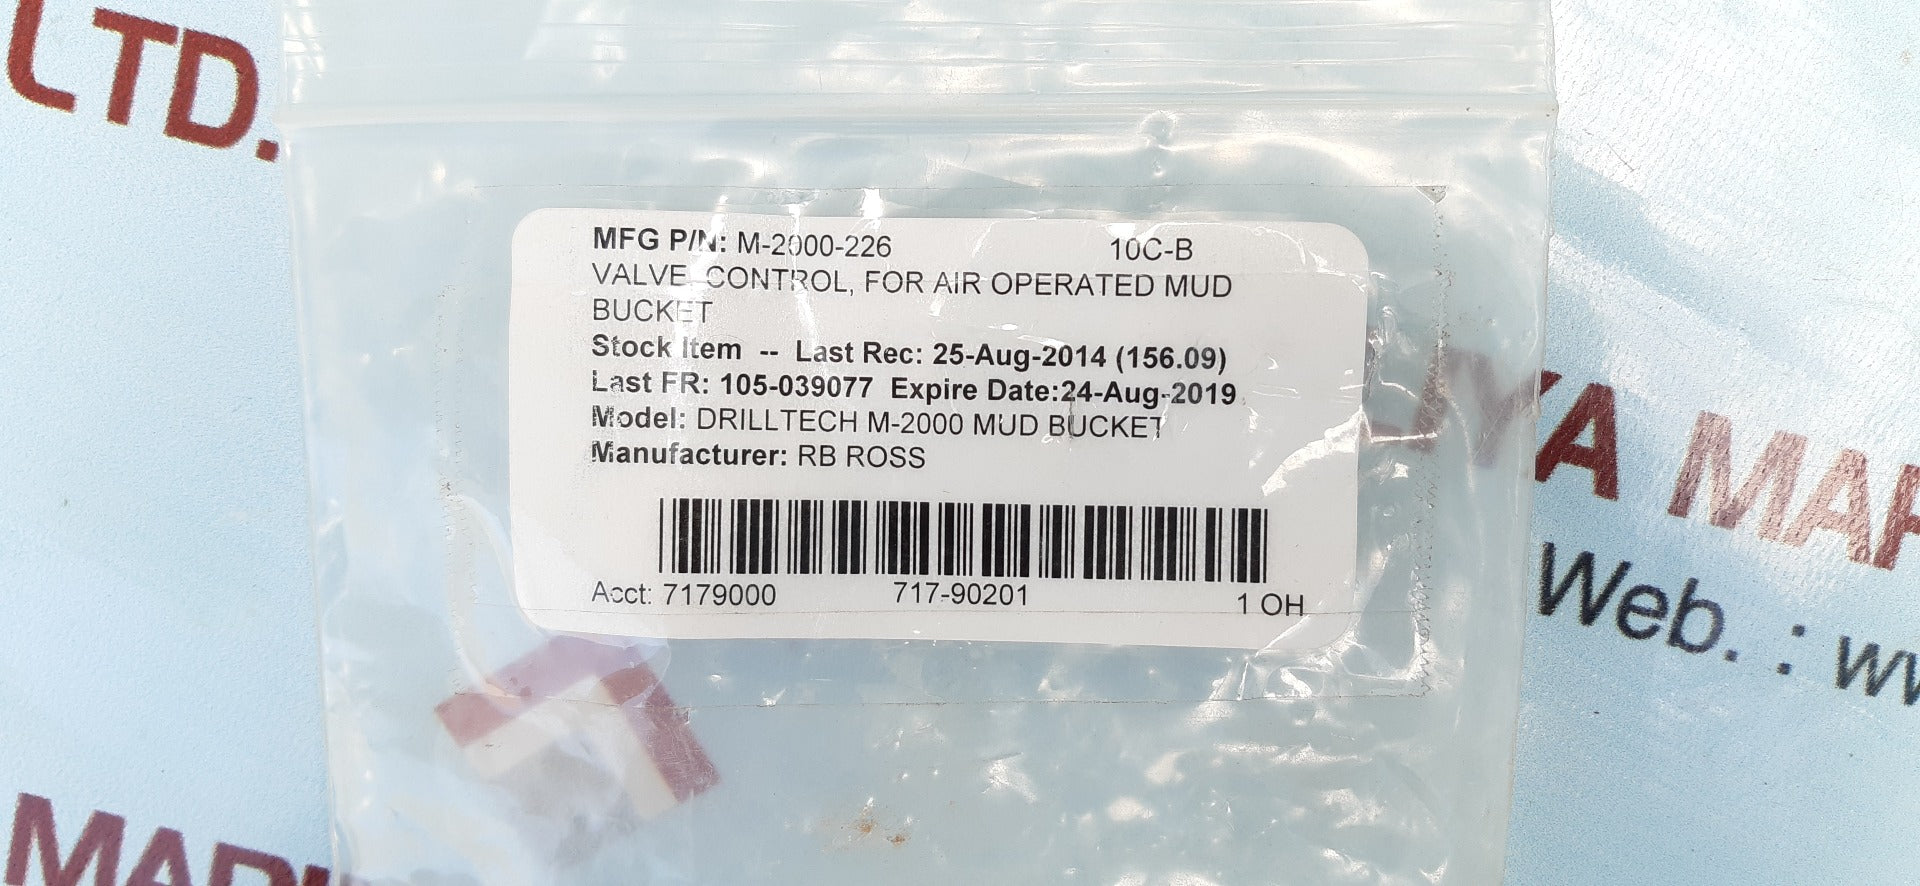 LTD.
MFG P/N: M-2000-226 10C-B
VALVE, CONTROL, FOR AIR OPERATED MUD
BUCKET
Stock Item -- Last Rec: 25-Aug-2014 (156.09)
Last FR: 105-039077 Expire Date:24-Aug-2019
Model: DRILLTECH M-2000 MUD BUCKET
Manufacturer: RB ROSS
Acct: 7179000 717-90201 1 OH
Web. :